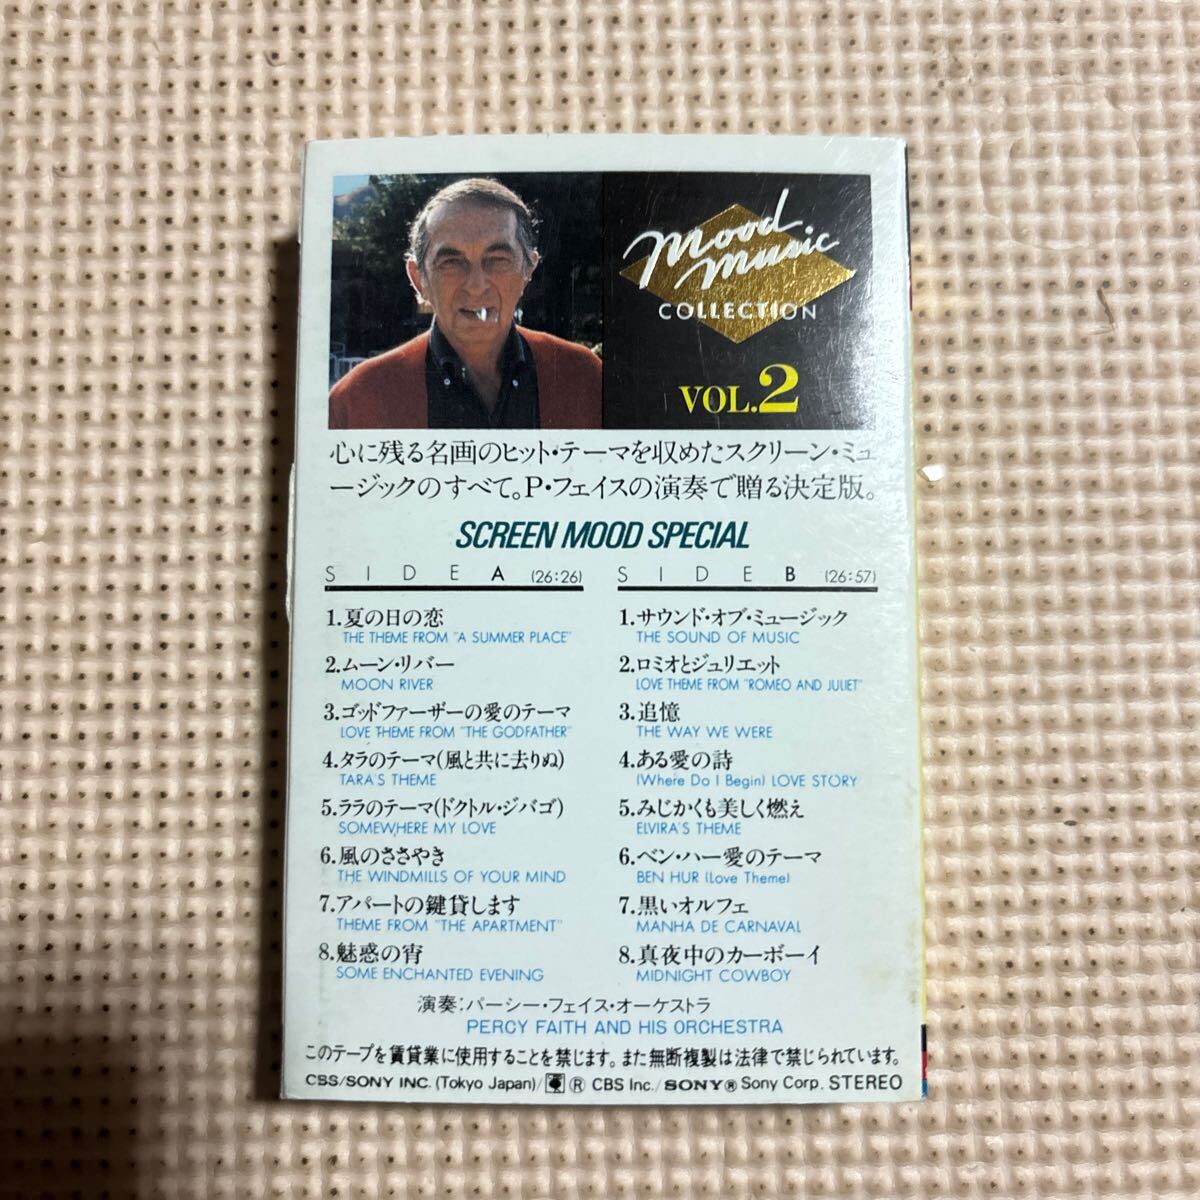 mood
music
COLLECTION
VOL.2
心に残る名画のヒット・テーマを収めたスクリーン・ミュ
ージックのすべて。P・フェイスの演奏で贈る決定版。
SCREEN MOOD SPECIAL
SIDE A (26:26)
1.夏の日の恋
THE THEME FROM "A SUMMER PLACE"
2.ムーン・リバー
MOON RIVER
3.ゴッドファーザーの愛のテーマ
LOVE THEME FROM "THE GODFATHER"
4.タラのテーマ(風と共に去りぬ)
TARA'S THEME
5.ララのテーマ(ドクトル・ジバゴ)
SOMEWHERE MY LOVE
6.風のささやき
THE WINDMILLS OF YOUR MIND
7.アパートの鍵貸します
THEME FROM "THE APARTMENT"
8.魅惑の宵
SOME ENCHANTED EVENING
SIDE B (26:57)
1.サウンド・オブ・ミュージック
THE SOUND OF MUSIC
2.ロミオとジュリエット
LOVE THEME FROM "ROMEO AND JULIET"
3.追憶
THE WAY WE WERE
4.ある愛の詩
(Where Do I Begin) LOVE STORY
5.みじかくも美しく燃え
ELVIRA'S THEME
6.ベン・ハー愛のテーマ
BEN HUR (Love Theme)
7.黒いオルフェ
MANHA DE CARNAVAL
8.真夜中のカーボーイ
MIDNIGHT COWBOY
演奏:パーシー・フェイス・オーケストラ
PERCY FAITH AND HIS ORCHESTRA
このテープを賃貸業に使用することを禁じます。また無断複製は法律で禁じられています。
CBS/SONY INC. (Tokyo Japan)/ ® CBS Inc./ SONY® Sony Corp. STEREO